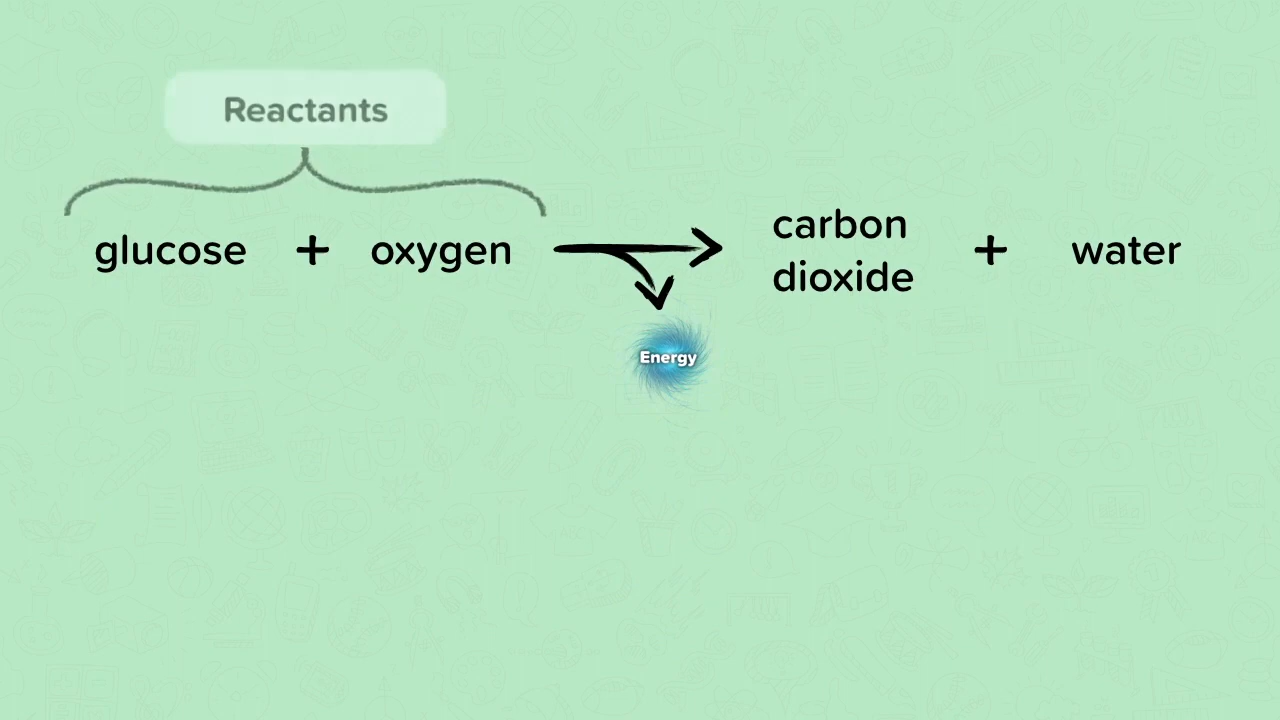 Reactants
glucose + oxygen
carbon
dioxide
+ water
Energy